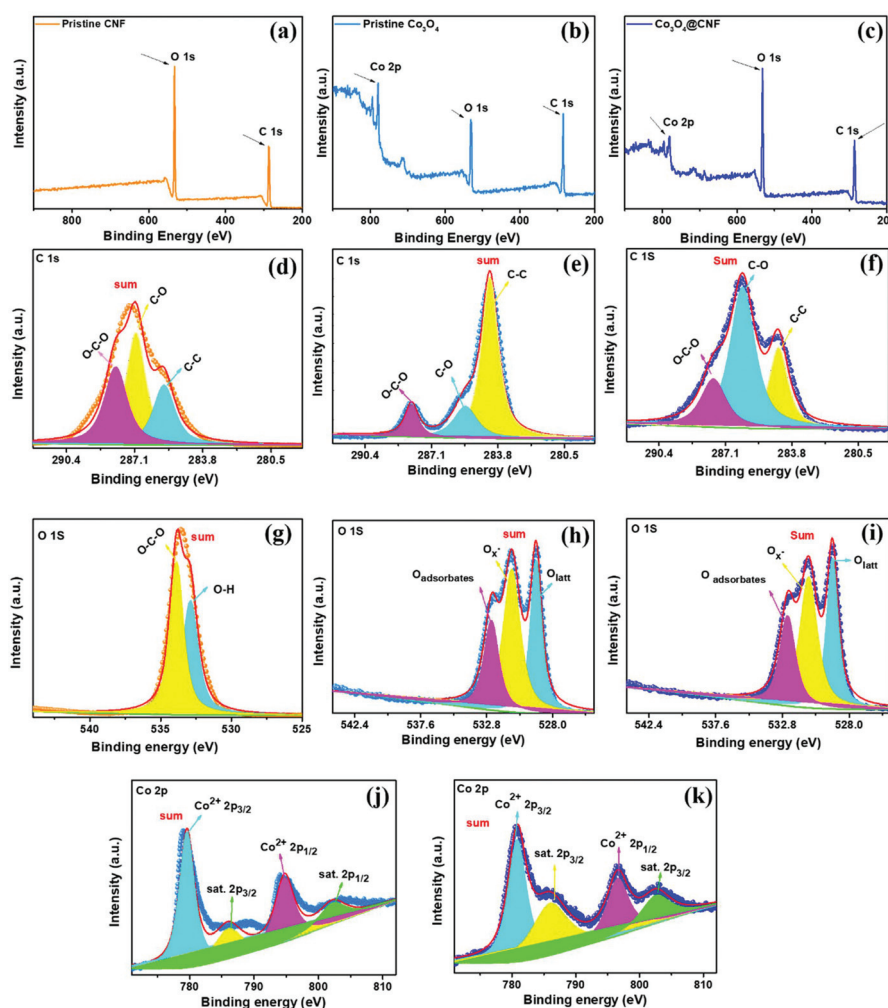 Pristine CNF
(a)
O 1s
C 1s
Intensity (a.u.)
800
600
400
200
Binding Energy (eV)
Pristine Co₃O₄
(b)
Co 2p
O 1s
C 1s
Intensity (a.u.)
900
800
700
600
500
400
300
200
Binding Energy (eV)
Co₃O₄@CNF
(c)
Co 2p
O 1s
C 1s
Intensity (a.u.)
800
600
400
200
Binding Energy (eV)
C 1s
(d)
sum
C-O
O-C-O
C-C
Intensity (a.u.)
290.4
287.1
283.8
280.5
Binding energy (eV)
C 1s
(e)
sum
C-C
O-C-O
C-O
Intensity (a.u.)
290.4
287.1
283.8
280.5
Binding energy (eV)
C 1S
(f)
Sum
C-O
C-C
O-C-O
Intensity (a.u.)
290.4
287.1
283.8
280.5
Binding energy (eV)
O 1S
(g)
O-C-O
sum
O-H
Intensity (a.u.)
540
535
530
525
Binding energy (eV)
O 1S
(h)
sum
Oₓ-
O adsorbates
O latt
Intensity (a.u.)
542.4
537.6
532.8
528.0
Binding energy (eV)
O 1S
(i)
Sum
Oₓ-
O adsorbates
O latt
Intensity (a.u.)
542.4
537.6
532.8
528.0
Binding energy (eV)
Co 2p
(j)
Co²⁺ 2p3/2
sum
Co²⁺ 2p1/2
sat. 2p3/2
sat. 2p1/2
Intensity (a.u.)
780
790
800
810
Binding energy (eV)
Co 2p
(k)
Co²⁺
2p3/2
sum
Co²⁺
2p1/2
sat. 2p3/2
sat. 2p3/2
Intensity (a.u.)
780
790
800
810
Binding energy (eV)